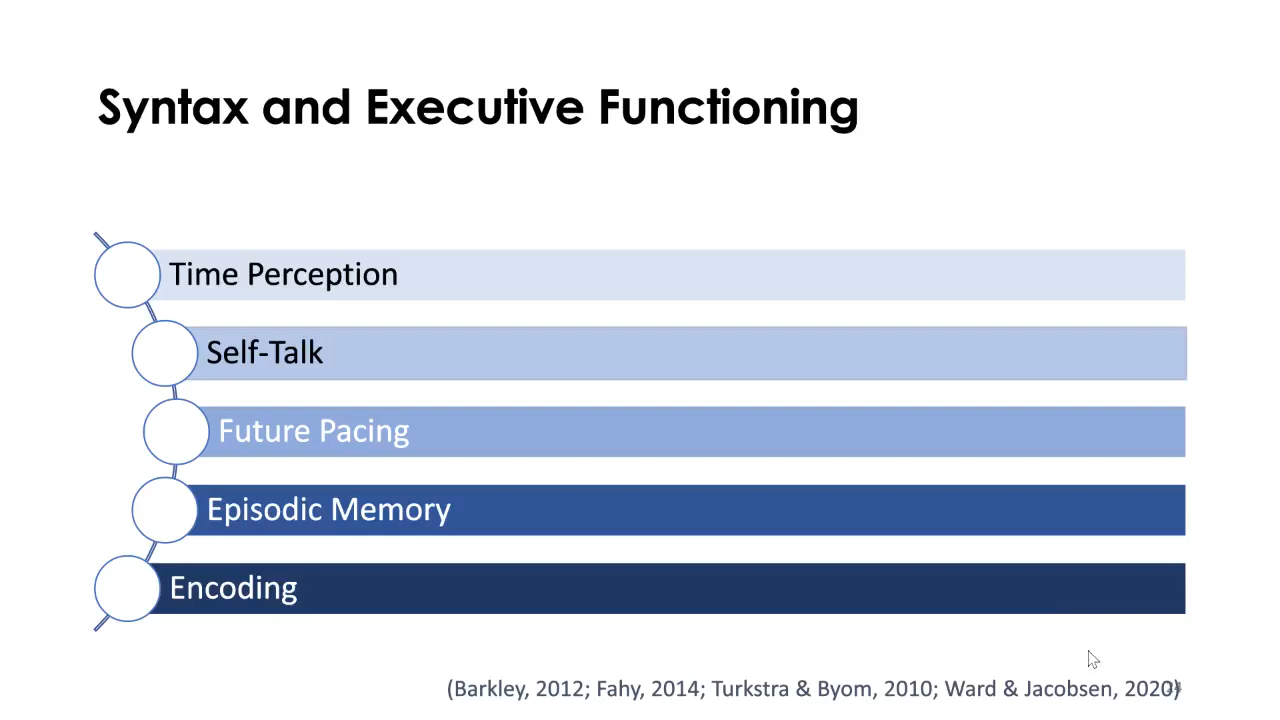 Syntax and Executive Functioning
Time Perception
Self-Talk
Future Pacing
Episodic Memory
Encoding
(Barkley, 2012; Fahy, 2014; Turkstra & Byom, 2010; Ward & Jacobsen, 2020)